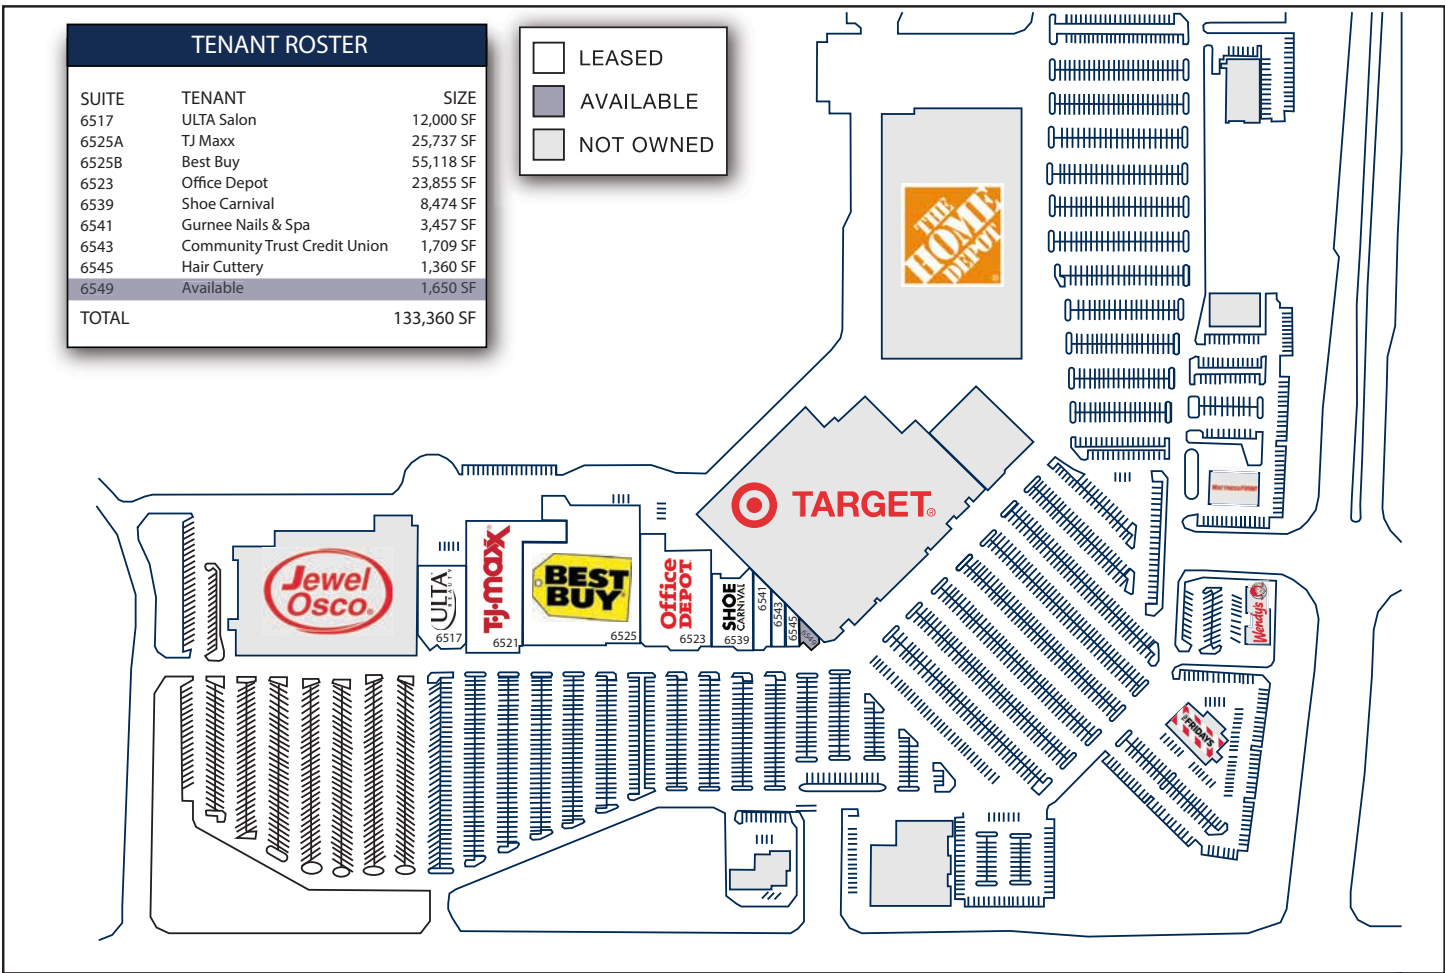 TENANT ROSTER
SUITE TENANT SIZE
6517 ULTA Salon 12,000 SF
6525A TJ Maxx 25,737 SF
6525B Best Buy 55,118 SF
6523 Office Depot 23,855 SF
6539 Shoe Carnival 8,474 SF
6541 Gurnee Nails & Spa 3,457 SF
6543 Community Trust Credit Union 1,709 SF
6545 Hair Cuttery 1,360 SF
6549 Available 1,650 SF
TOTAL 133,360 SF
LEASED
AVAILABLE
NOT OWNED
THE
HOME
DEPOT
®
MATTRESS FIRM
TARGET®
Jewel
Osco®
ULTA
BEAUTY
6517
T·J·maxx®
6521
BEST
BUY
6525
Office
DEPOT
6523
SHOE
CARNIVAL
6539
6541
6543
6545
6549
Wendy's
FRIDAYS